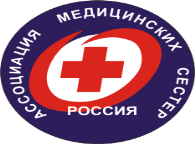 АССОЦИАЦИЯ МЕДИЦИНСКИХ СЕСТЕР
РОССИЯ